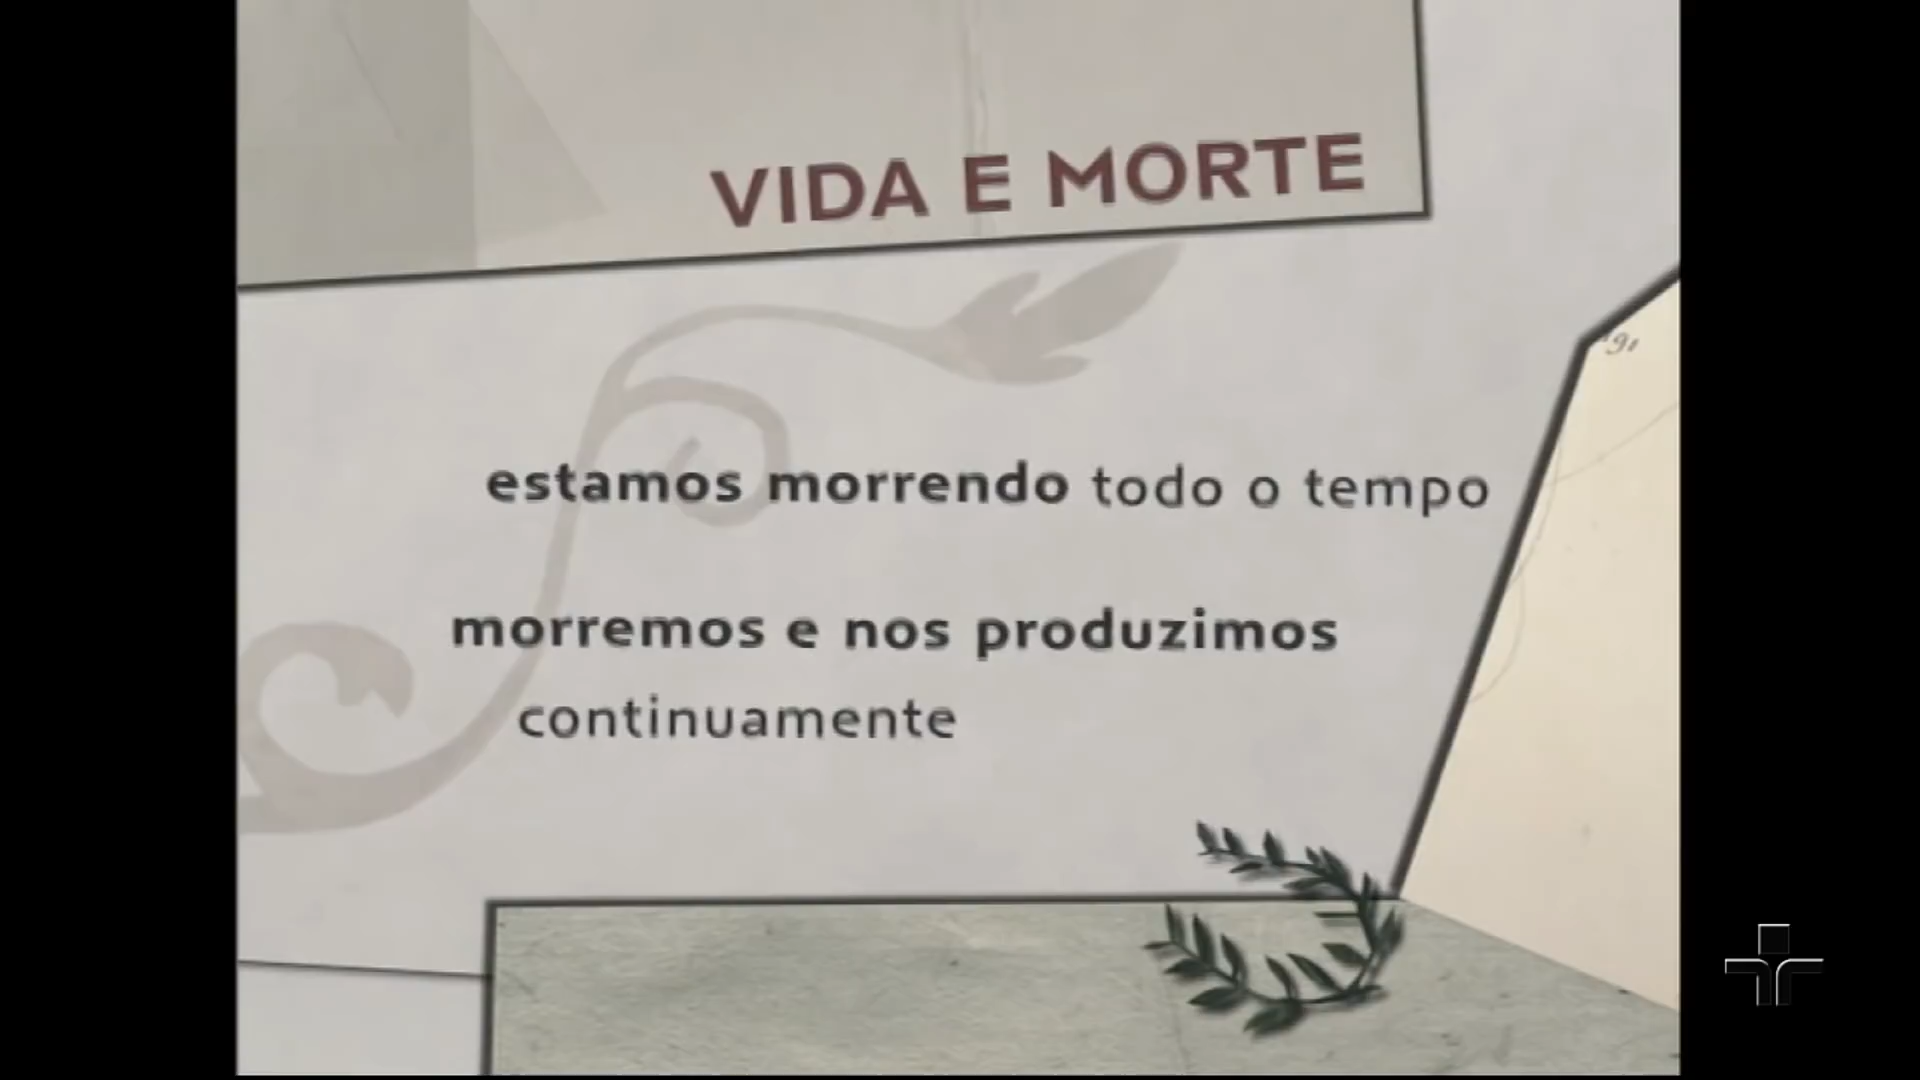 VIDA E MORTE
estamos morrendo todo o tempo
morremos e nos produzimos
continuamente